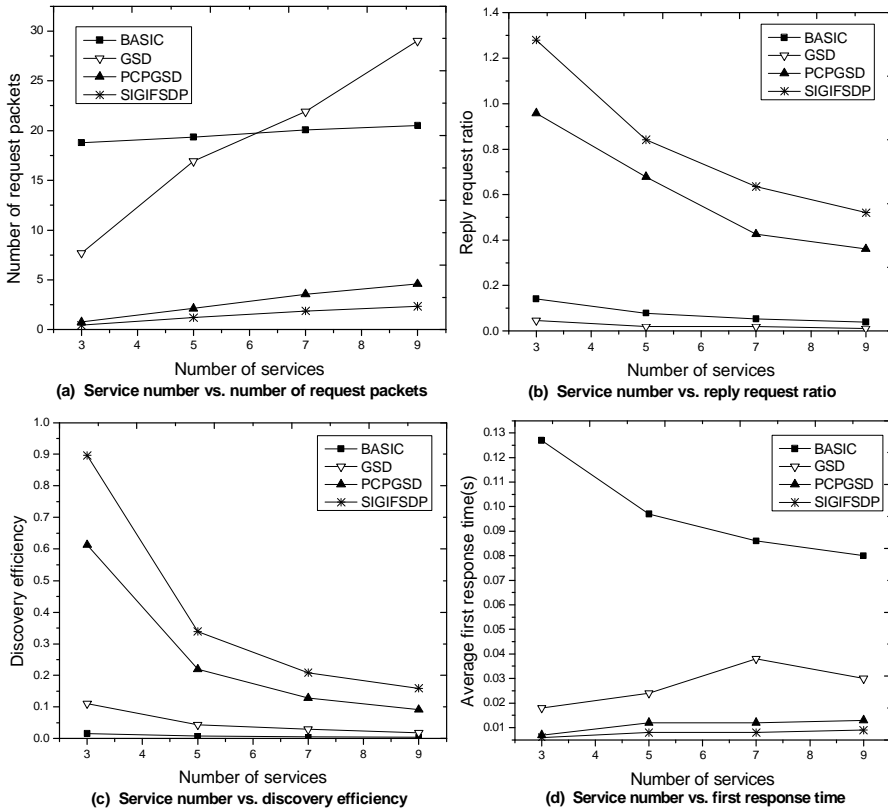 30
25
20
15
10
5
0
Number of request packets
BASIC
GSD
PCPGSD
SIGIFSDP
3
5
7
9
Number of services
(a) Service number vs. number of request packets
1.4
1.2
1.0
0.8
0.6
0.4
0.2
0.0
Reply request ratio
BASIC
GSD
PCPGSD
SIGIFSDP
3
4
5
6
7
8
9
Number of services
(b) Service number vs. reply request ratio
1.0
0.9
0.8
0.7
0.6
0.5
0.4
0.3
0.2
0.1
0.0
Discovery efficiency
BASIC
GSD
PCPGSD
SIGIFSDP
3
4
5
6
7
8
9
Number of services
(c) Service number vs. discovery efficiency
0.13
0.12
0.11
0.10
0.09
0.08
0.07
0.06
0.05
0.04
0.03
0.02
0.01
Average first response time(s)
BASIC
GSD
PCPGSD
SIGIFSDP
3
4
5
6
7
8
9
Number of services
(d) Service number vs. first response time